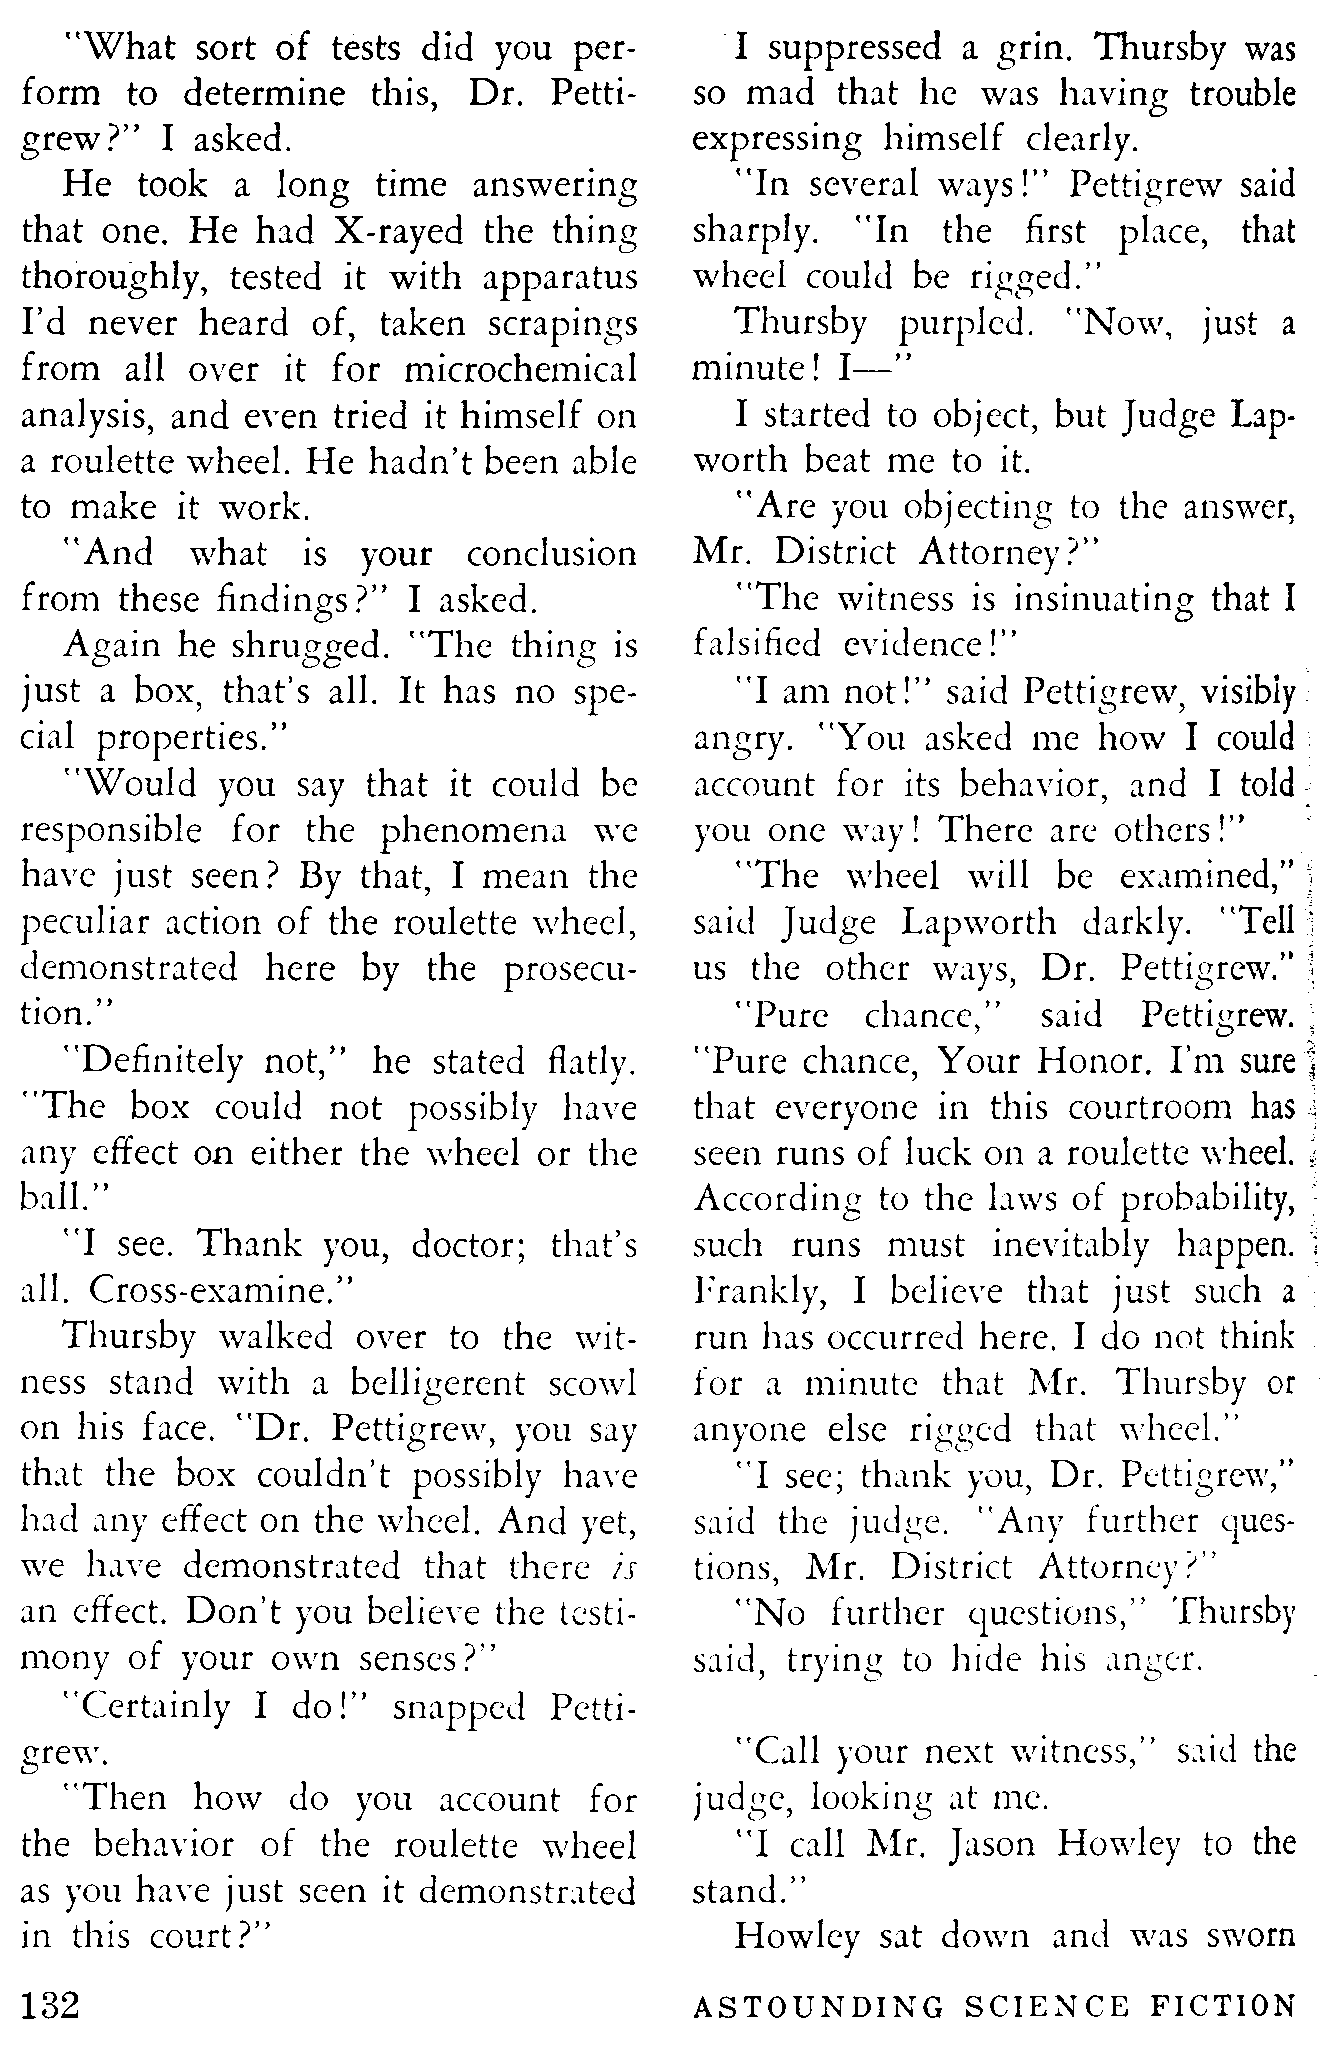 "What sort of tests did you per-
form to determine this, Dr. Petti-
grew?" I asked.
He took a long time answering
that one. He had X-rayed the thing
thoroughly, tested it with apparatus
I'd never heard of, taken scrapings
from all over it for microchemical
analysis, and even tried it himself on
a roulette wheel. He hadn't been able
to make it work.
"And what is your conclusion
from these findings?" I asked.
Again he shrugged. "The thing is
just a box, that's all. It has no spe-
cial properties."
"Would you say that it could be
responsible for the phenomena we
have just seen? By that, I mean the
peculiar action of the roulette wheel,
demonstrated here by the prosecu-
tion."
"Definitely not," he stated flatly.
"The box could not possibly have
any effect on either the wheel or the
ball."
"I see. Thank you, doctor; that's
all. Cross-examine."
Thursby walked over to the wit-
ness stand with a belligerent scowl
on his face. "Dr. Pettigrew, you say
that the box couldn't possibly have
had any effect on the wheel. And yet,
we have demonstrated that there is
an effect. Don't you believe the testi-
mony of your own senses?"
"Certainly I do!" snapped Petti-
grew.
"Then how do you account for
the behavior of the roulette wheel
as you have just seen it demonstrated
in this court?"
I suppressed a grin. Thursby was
so mad that he was having trouble
expressing himself clearly.
"In several ways!" Pettigrew said
sharply. "In the first place, that
wheel could be rigged."
Thursby purpled. "Now, just a
minute! I—"
I started to object, but Judge Lap-
worth beat me to it.
"Are you objecting to the answer,
Mr. District Attorney?"
"The witness is insinuating that I
falsified evidence!"
"I am not!" said Pettigrew, visibly
angry. "You asked me how I could
account for its behavior, and I told
you one way! There are others!"
"The wheel will be examined,"
said Judge Lapworth darkly. "Tell
us the other ways, Dr. Pettigrew."
"Pure chance," said Pettigrew.
"Pure chance, Your Honor. I'm sure
that everyone in this courtroom has
seen runs of luck on a roulette wheel.
According to the laws of probability,
such runs must inevitably happen.
Frankly, I believe that just such a
run has occurred here. I do not think
for a minute that Mr. Thursby or
anyone else rigged that wheel."
"I see; thank you, Dr. Pettigrew,"
said the judge. "Any further ques-
tions, Mr. District Attorney?"
"No further questions," Thursby
said, trying to hide his anger.
"Call your next witness," said the
judge, looking at me.
"I call Mr. Jason Howley to the
stand."
Howley sat down and was sworn
132
ASTOUNDING SCIENCE FICTION